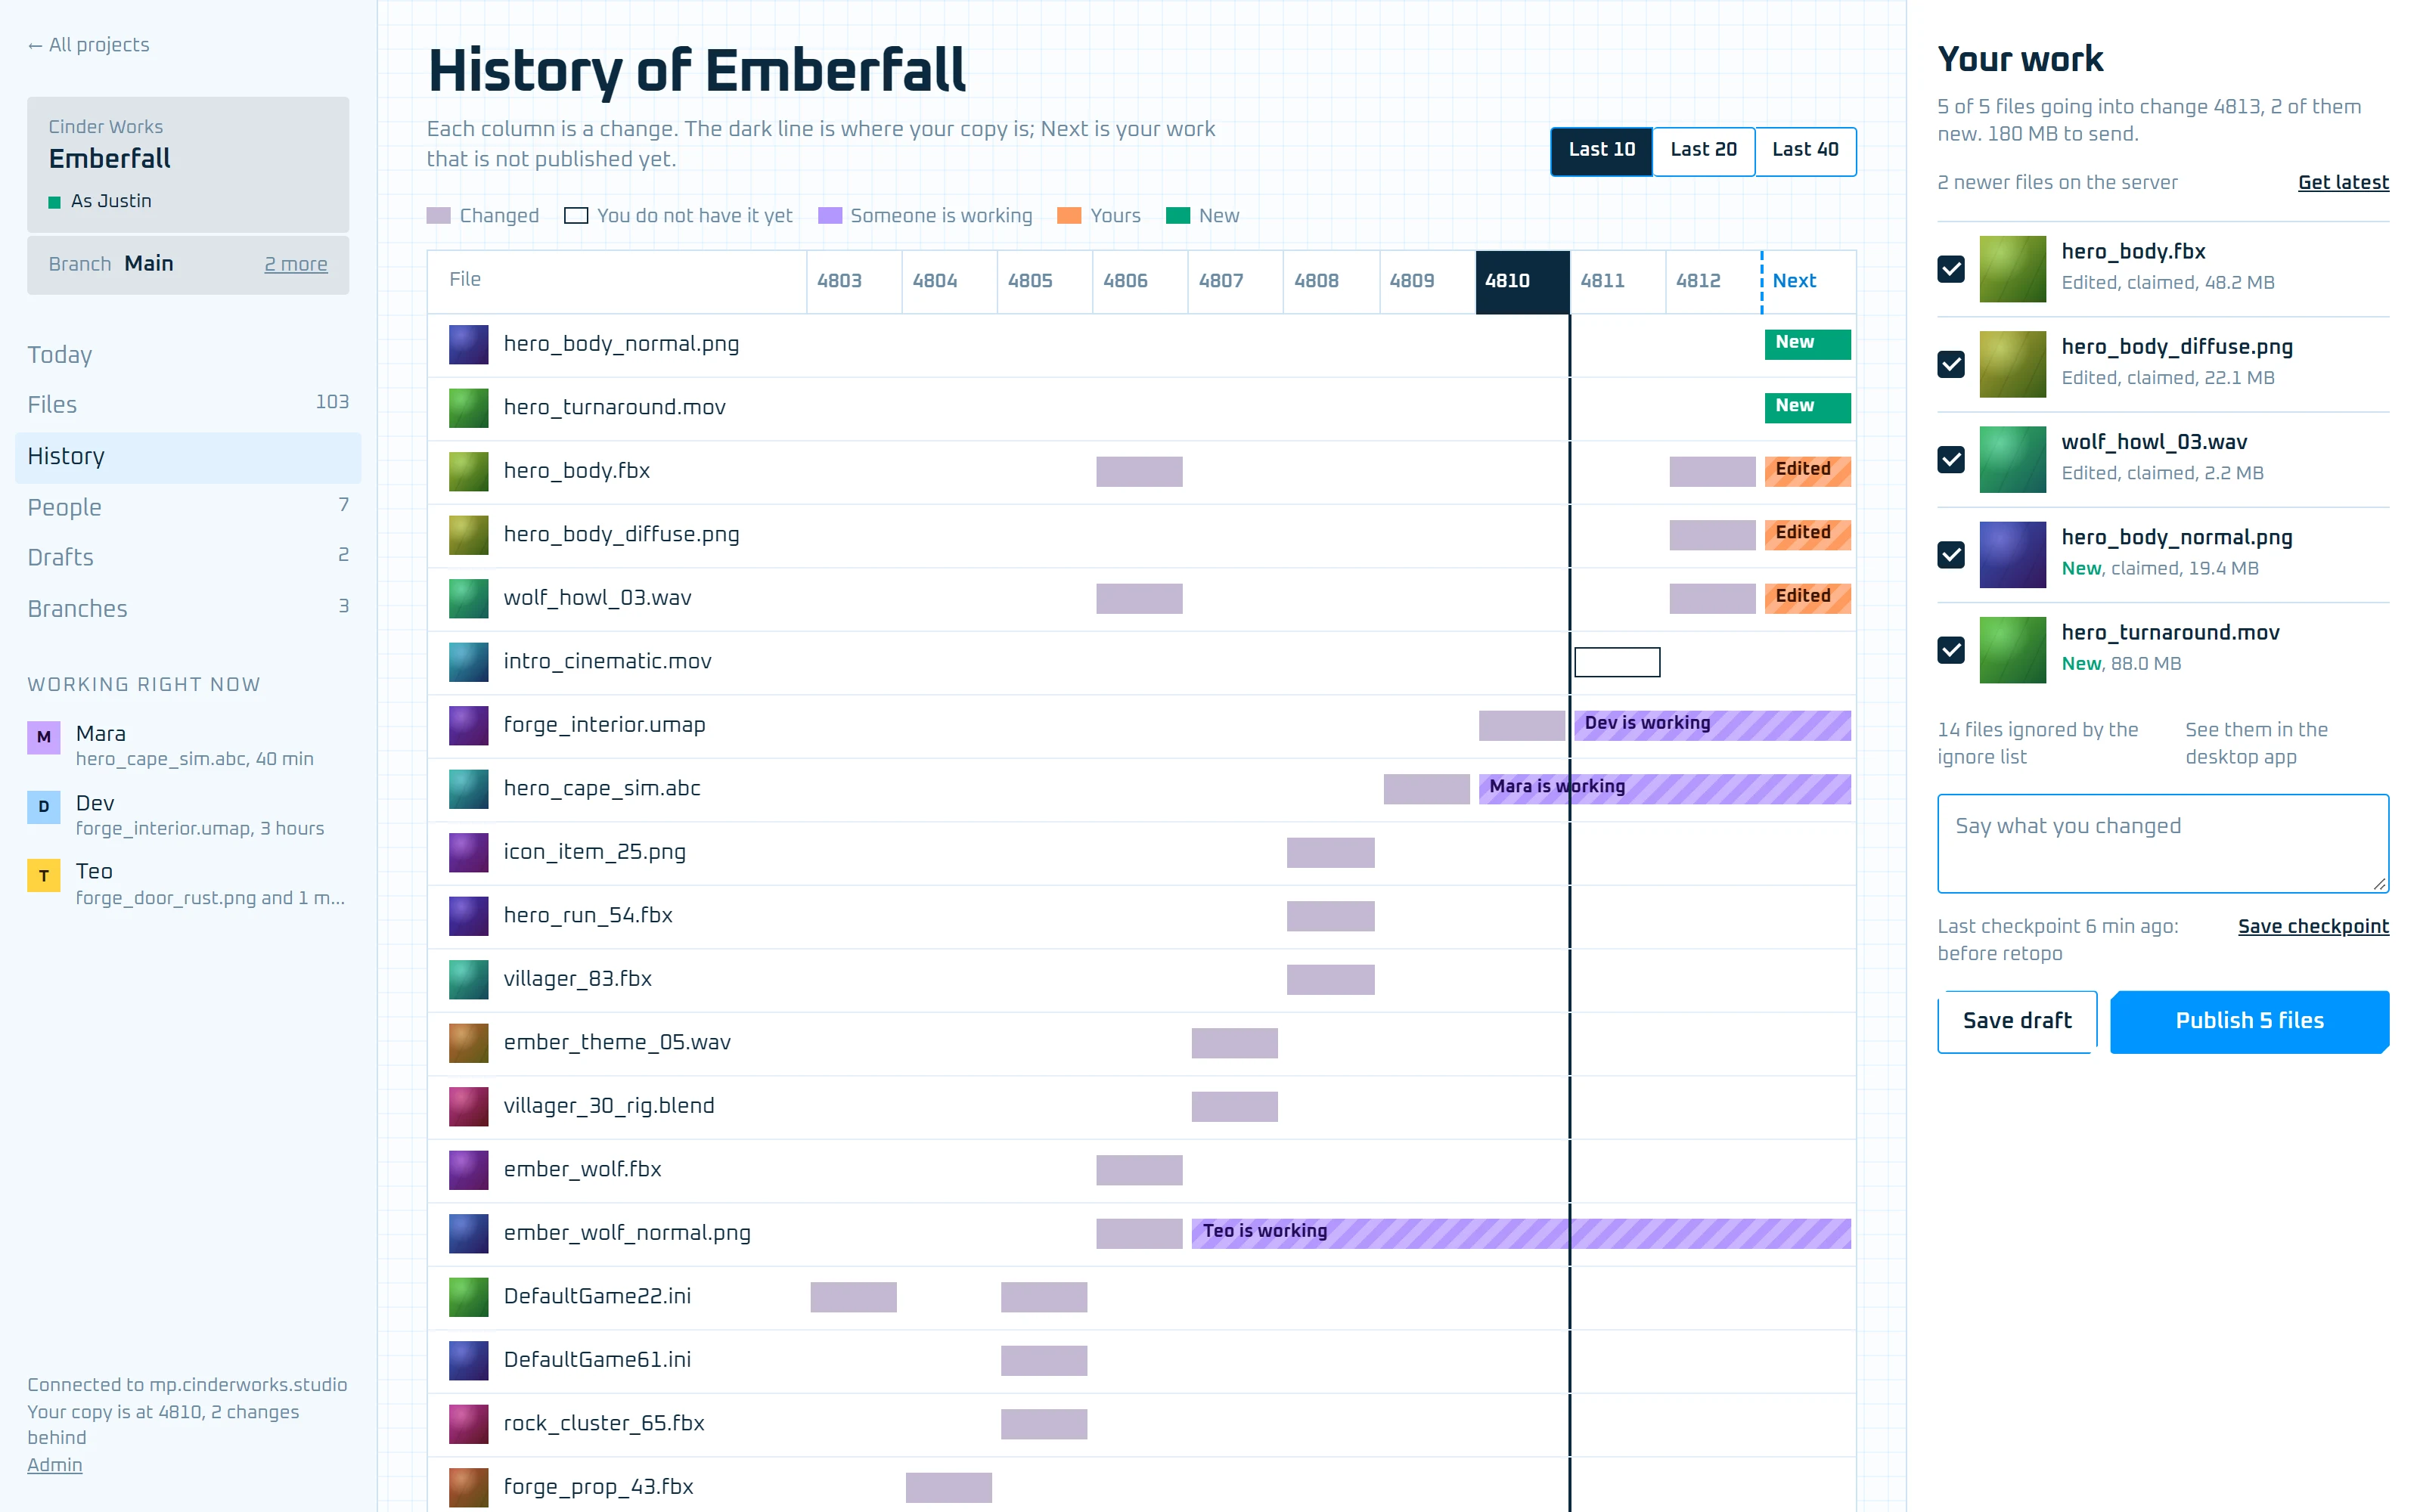 ← All projects
Cinder Works
Emberfall
As Justin
Branch Main 2 more
Today
Files 103
History
People 7
Drafts 2
Branches 3
WORKING RIGHT NOW
M Mara
hero_cape_sim.abc, 40 min
D Dev
forge_interior.umap, 3 hours
T Teo
forge_door_rust.png and 1 m...
Connected to mp.cinderworks.studio
Your copy is at 4810, 2 changes
behind
Admin
History of Emberfall
Each column is a change. The dark line is where your copy is; Next is your work
that is not published yet.
Last 10 Last 20 Last 40
Changed You do not have it yet Someone is working Yours New
File 4803 4804 4805 4806 4807 4808 4809 4810 4811 4812 Next
hero_body_normal.png New
hero_turnaround.mov New
hero_body.fbx Edited
hero_body_diffuse.png Edited
wolf_howl_03.wav Edited
intro_cinematic.mov
forge_interior.umap Dev is working
hero_cape_sim.abc Mara is working
icon_item_25.png
hero_run_54.fbx
villager_83.fbx
ember_theme_05.wav
villager_30_rig.blend
ember_wolf.fbx
ember_wolf_normal.png Teo is working
DefaultGame22.ini
DefaultGame61.ini
rock_cluster_65.fbx
forge_prop_43.fbx
Your work
5 of 5 files going into change 4813, 2 of them
new. 180 MB to send.
2 newer files on the server Get latest
hero_body.fbx
Edited, claimed, 48.2 MB
hero_body_diffuse.png
Edited, claimed, 22.1 MB
wolf_howl_03.wav
Edited, claimed, 2.2 MB
hero_body_normal.png
New, claimed, 19.4 MB
hero_turnaround.mov
New, 88.0 MB
14 files ignored by the
ignore list
See them in the
desktop app
Say what you changed
Last checkpoint 6 min ago:
before retopo
Save checkpoint
Save draft Publish 5 files